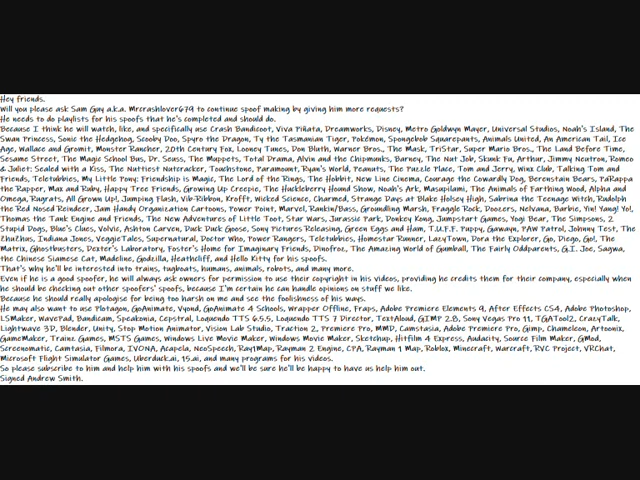 Hey friends.
Will you please ask Sam Guy a.k.a. Mrcrashlover679 to continue spoof making by giving him more requests?
He needs to do playlists for his spoofs that he's completed and should do.
Because I think he will watch, like, and specifically use Crash Bandicoot, Viva Piñata, Dreamworks, Disney, Metro Goldwyn Mayer, Universal Studios, Noah's Island, The
Swan Princess, Sonic the Hedgehog, Scooby Doo, Spyro the Dragon, Ty the Tasmanian Tiger, Pokémon, Spongebob Squarepants, Animals United, An American Tail, Ice
Age, Wallace and Gromit, Monster Rancher, 20th Century Fox, Looney Tunes, Don Bluth, Warner Bros., The Mask, TriStar, Super Mario Bros., The Land Before Time,
Sesame Street, The Magic School Bus, Dr. Seuss, The Muppets, Total Drama, Alvin and the Chipmunks, Barney, The Nut Job, Skunk Fu, Arthur, Jimmy Neutron, Romeo
& Juliet: Sealed with a Kiss, The Nuttiest Nutcracker, Touchstone, Paramount, Ryan's World, Peanuts, The Puzzle Place, Tom and Jerry, Winx Club, Talking Tom and
Friends, Teletubbies, My Little Pony: Friendship is Magic, The Lord of the Rings, The Hobbit, New Line Cinema, Courage the Cowardly Dog, Berenstain Bears, PaRappa
the Rapper, Max and Ruby, Happy Tree Friends, Growing Up Creepie, The Huckleberry Hound Show, Noah's Ark, Masupilami, The Animals of Farthing Wood, Alpha and
Omega, Rugrats, All Grown Up!, Jumping Flash, Vib-Ribbon, Krofft, Wicked Science, Charmed, Strange Days at Blake Holsey High, Sabrina the Teenage Witch, Rudolph
the Red Nosed Reindeer, Jam Handy Organization Cartoons, Power Point, Marvel, Rankin/Bass, Groundling Marsh, Fraggle Rock, Doozers, Nelvana, Barbie, Yin! Yang! Yo!,
Thomas the Tank Engine and Friends, The New Adventures of Little Toot, Star Wars, Jurassic Park, Donkey Kong, Jumpstart Games, Yogi Bear, The Simpsons, 2
Stupid Dogs, Blue's Clues, Volvic, Ashton Carven, Duck Duck Goose, Sony Pictures Releasing, Green Eggs and Ham, T.U.F.F. Puppy, Gawayn, PAW Patrol, Johnny Test, The
ZhuZhus, Indiana Jones, VeggieTales, Supernatural, Doctor Who, Power Rangers, Teletubbies, Homestar Runner, LazyTown, Dora the Explorer, Go, Diego, Go!, The
Matrix, Ghostbusters, Dexter's Laboratory, Foster's Home for Imaginary Friends, Dinofroz, The Amazing World of Gumball, The Fairly Oddparents, G.I. Joe, Sagwa,
the Chinese Siamese Cat, Madeline, Godzilla, Heathcliff, and Hello Kitty for his spoofs.
That's why he'll be interested into trains, tugboats, humans, animals, robots, and many more.
Even if he is a good spoofer, he will always ask owners for permission to use their copyright in his videos, providing he credits them for their company, especially when
he should be checking out other spoofers' spoofs, because I'm certain he can handle opinions on stuff we like.
Because he should really apologise for being too harsh on me and see the foolishness of his ways.
He may also want to use Plotagon, GoAnimate, Vyond, GoAnimate 4 Schools, Wrapper Offline, Fraps, Adobe Premiere Elements 9, After Effects CS4, Adobe Photoshop,
LSMaker, WavePad, Bandicam, Speakonia, Cepstral, Loquendo TTS 6.5.5, Loquendo TTS 7 Director, TextAloud, GIMP 2.8, Sony Vegas Pro 11, TGATool2, CrazyTalk,
Lightwave 3D, Blender, Unity, Stop Motion Animator, Vision Lab Studio, Traction 2, Premiere Pro, MMD, Camstasia, Adobe Premiere Pro, Gimp, Chameleon, Artoonix,
GameMaker, Trainz Games, MSTS Games, Windows Live Movie Maker, Windows Movie Maker, Sketchup, Hitfilm 4 Express, Audacity, Source Film Maker, GMod,
Screenomatic, Camtasia, Filmora, IVONA, Acapela, NeoSpeech, Ray1Map, Rayman 2 Engine, CPA, Rayman 1 Map, Roblox, Minecraft, Warcraft, RVC Project, VRChat,
Microsoft Flight Simulator Games, Uberduck.ai, 15.ai, and many programs for his videos.
So please subscribe to him and help him with his spoofs and we'll be sure he'll be happy to have us help him out.
Signed Andrew Smith.